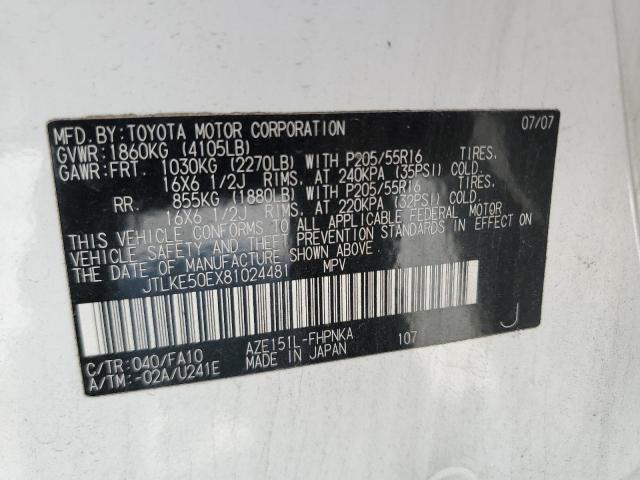 MFD.BY: TOYOTA MOTOR CORPORATION 07/07
GVWR: 1860KG (4105LB)
GAWR: FRT. 1030KG (2270LB) WITH P205/55R16 TIRES,
16X6 1/2J RIMS, AT 240KPA (35PSI) COLD.
RR. 855KG (1880LB) WITH P205/55R16 TIRES,
16X6 1/2J RIMS, AT 220KPA (32PSI) COLD.
THIS VEHICLE CONFORMS TO ALL APPLICABLE FEDERAL MOTOR
VEHICLE SAFETY AND THEFT PREVENTION STANDARDS IN EFFECT ON
THE DATE OF MANUFACTURE SHOWN ABOVE.
JTLKE50EX81024481 MPV
J
C/TR: 040/FA10 AZE151L-FHPNKA 107
A/TM: -02A/U241E MADE IN JAPAN